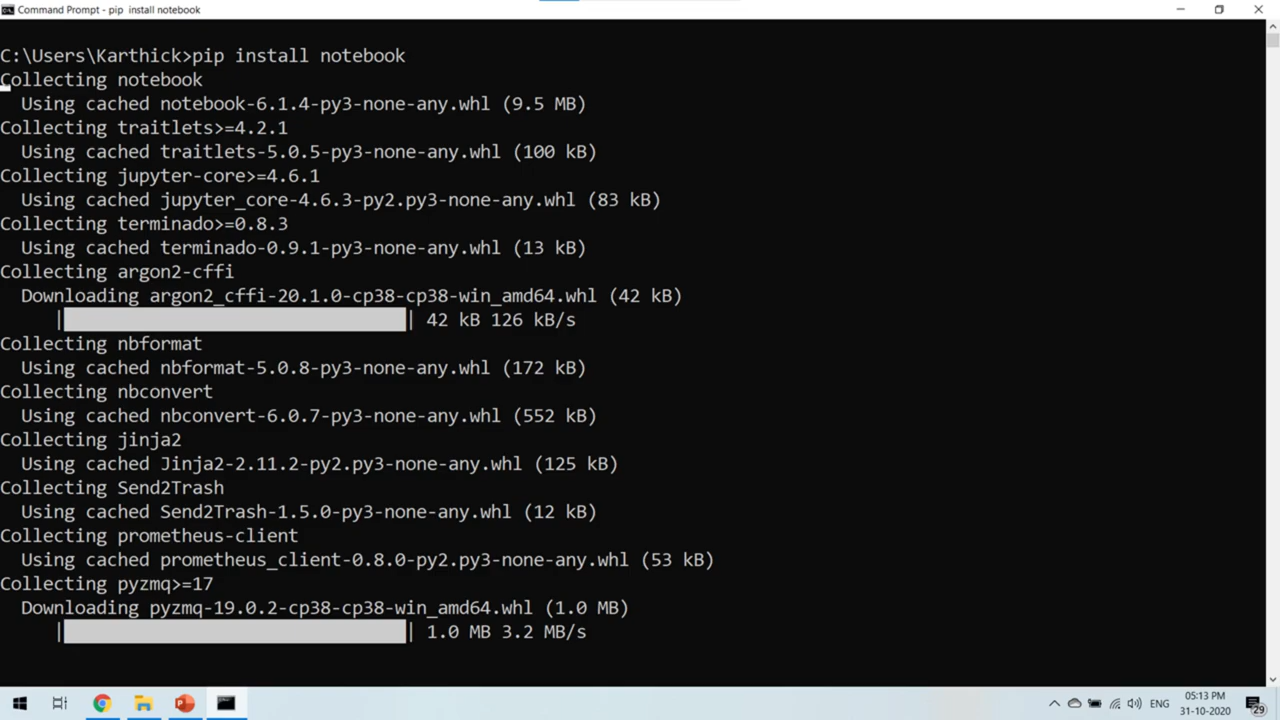 Command Prompt - pip install notebook
C:\Users\Karthick>pip install notebook
Collecting notebook
Using cached notebook-6.1.4-py3-none-any.whl (9.5 MB)
Collecting traitlets>=4.2.1
Using cached traitlets-5.0.5-py3-none-any.whl (100 kB)
Collecting jupyter-core>=4.6.1
Using cached jupyter_core-4.6.3-py2.py3-none-any.whl (83 kB)
Collecting terminado>=0.8.3
Using cached terminado-0.9.1-py3-none-any.whl (13 kB)
Collecting argon2-cffi
Downloading argon2_cffi-20.1.0-cp38-cp38-win_amd64.whl (42 kB)
| | 42 kB 126 kB/s
Collecting nbformat
Using cached nbformat-5.0.8-py3-none-any.whl (172 kB)
Collecting nbconvert
Using cached nbconvert-6.0.7-py3-none-any.whl (552 kB)
Collecting jinja2
Using cached Jinja2-2.11.2-py2.py3-none-any.whl (125 kB)
Collecting Send2Trash
Using cached Send2Trash-1.5.0-py3-none-any.whl (12 kB)
Collecting prometheus-client
Using cached prometheus_client-0.8.0-py2.py3-none-any.whl (53 kB)
Collecting pyzmq>=17
Downloading pyzmq-19.0.2-cp38-cp38-win_amd64.whl (1.0 MB)
| | 1.0 MB 3.2 MB/s
ENG
05:13 PM
31-10-2020
29